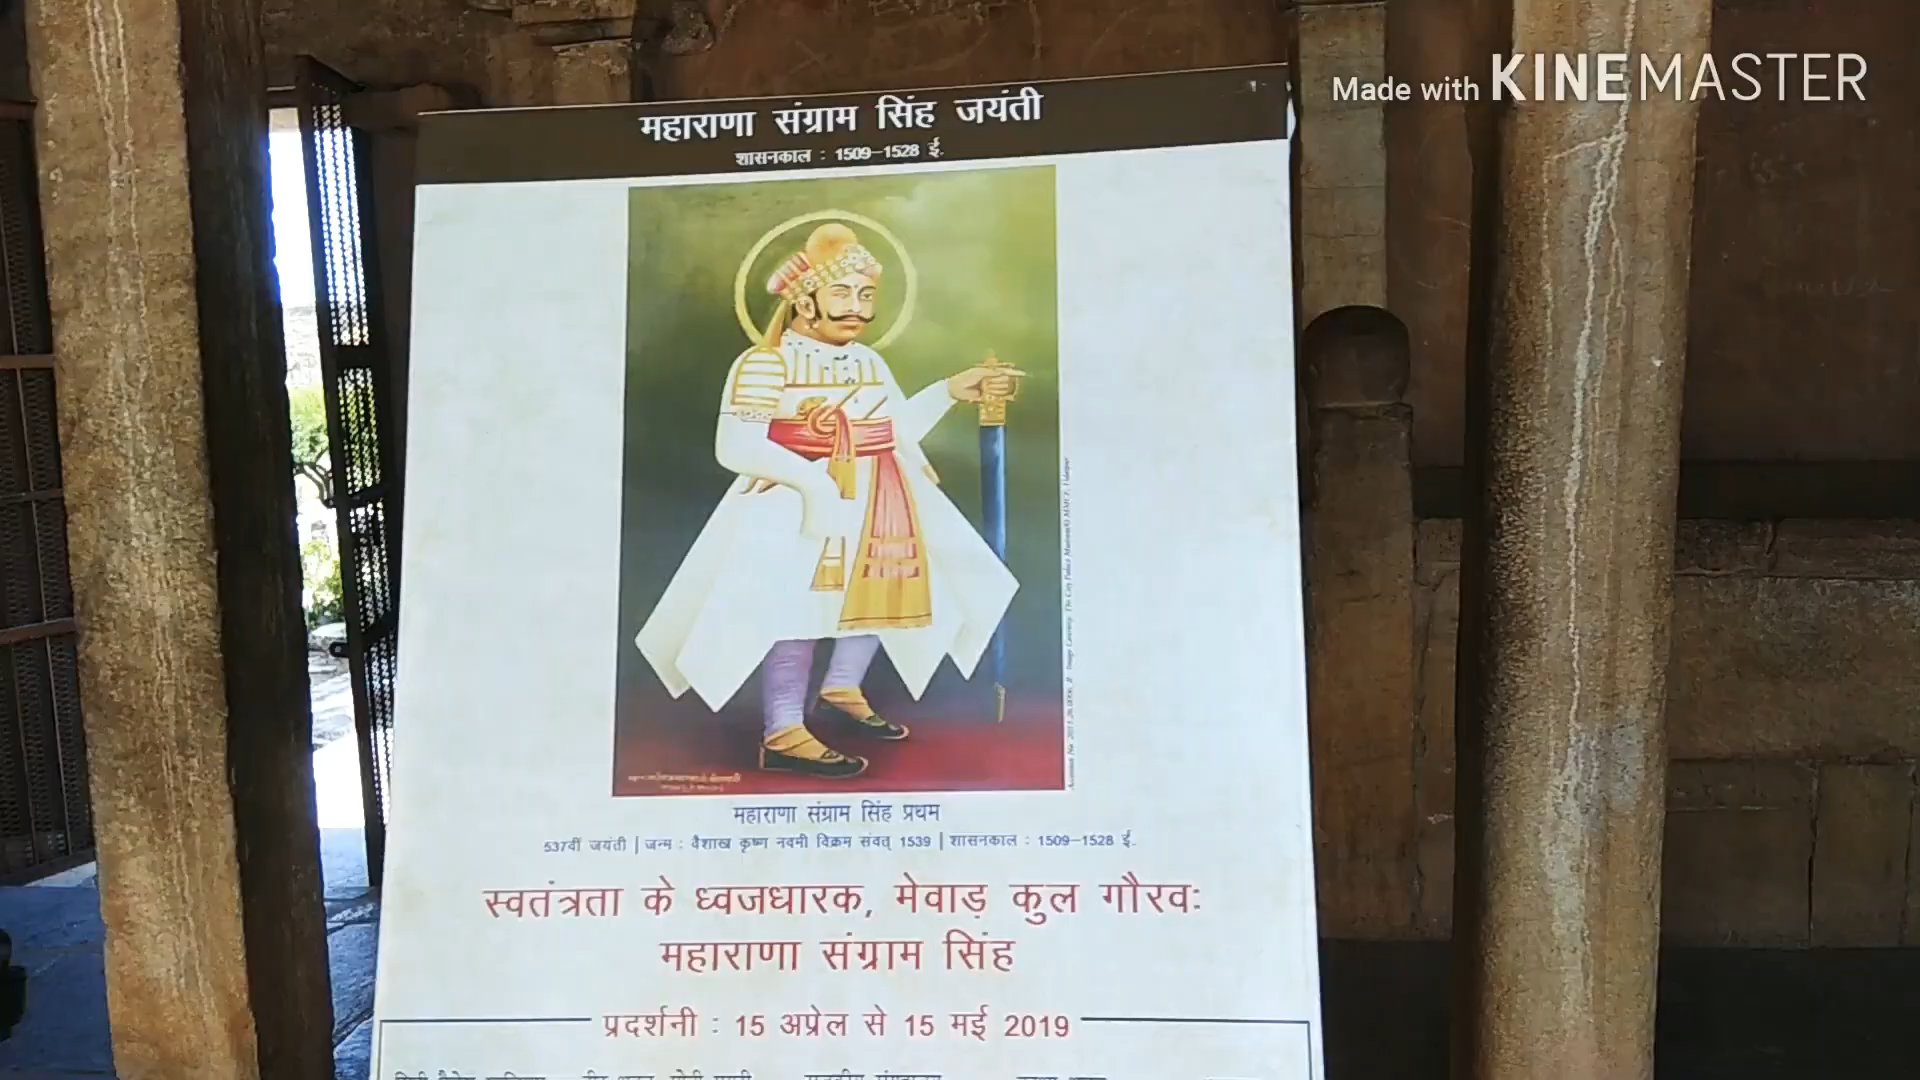 Made with KINEMASTER
महाराणा संग्राम सिंह जयंती
शासनकाल : 1509–1528 ई.
महाराणा संग्राम सिंह प्रथम
537वीं जयंती | जन्म : वैशाख कृष्ण नवमी विक्रम संवत् 1539 | शासनकाल : 1509–1528 ई.
स्वतंत्रता के ध्वजधारक, मेवाड़ कुल गौरवः
महाराणा संग्राम सिंह
प्रदर्शनी : 15 अप्रेल से 15 मई 2019